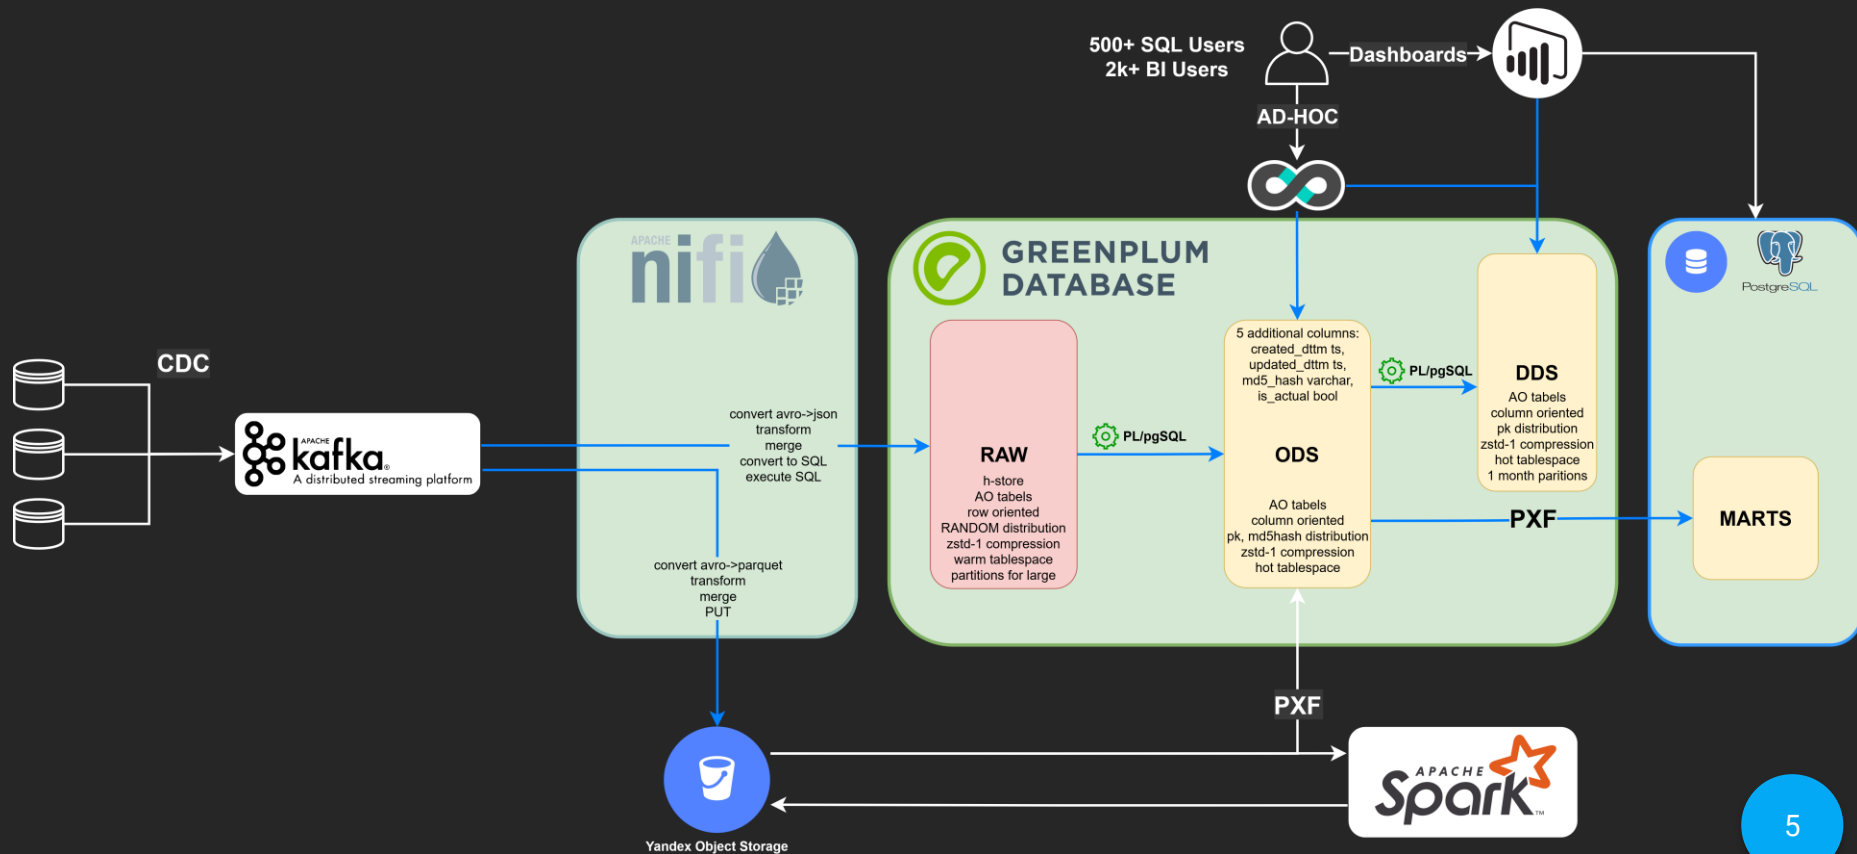 500+ SQL Users
2k+ BI Users
Dashboards
AD-HOC
CDC
APACHE
kafka®
A distributed streaming platform
APACHE
nifi
convert avro->json
transform
merge
convert to SQL
execute SQL
convert avro->parquet
transform
merge
PUT
GREENPLUM
DATABASE
RAW
h-store
AO tabels
row oriented
RANDOM distribution
zstd-1 compression
warm tablespace
partitions for large
PL/pgSQL
5 additional columns:
created_dttm ts,
updated_dttm ts,
md5_hash varchar,
is_actual bool
ODS
AO tabels
column oriented
pk, md5hash distribution
zstd-1 compression
hot tablespace
PL/pgSQL
DDS
AO tabels
column oriented
pk distribution
zstd-1 compression
hot tablespace
1 month paritions
PXF
PostgreSQL
MARTS
PXF
Yandex Object Storage
APACHE
Spark™
5